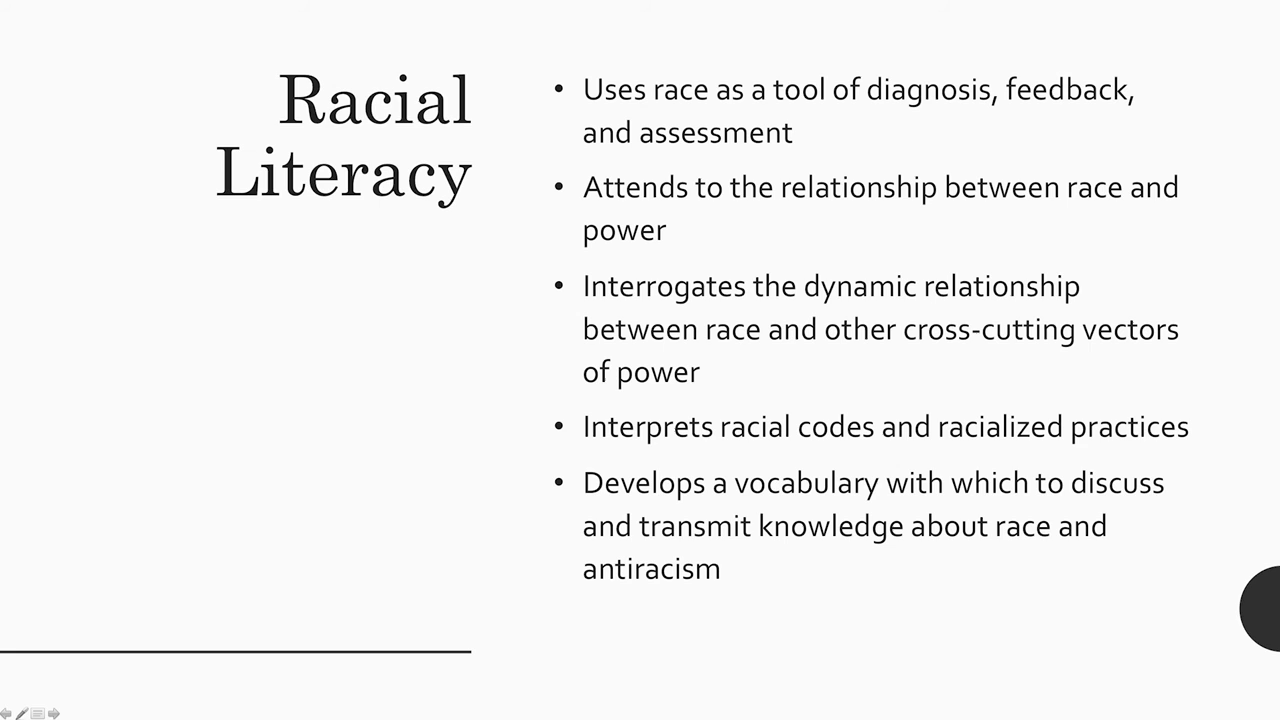 Racial
Literacy
• Uses race as a tool of diagnosis, feedback,
and assessment
• Attends to the relationship between race and
power
• Interrogates the dynamic relationship
between race and other cross-cutting vectors
of power
• Interprets racial codes and racialized practices
• Develops a vocabulary with which to discuss
and transmit knowledge about race and
antiracism